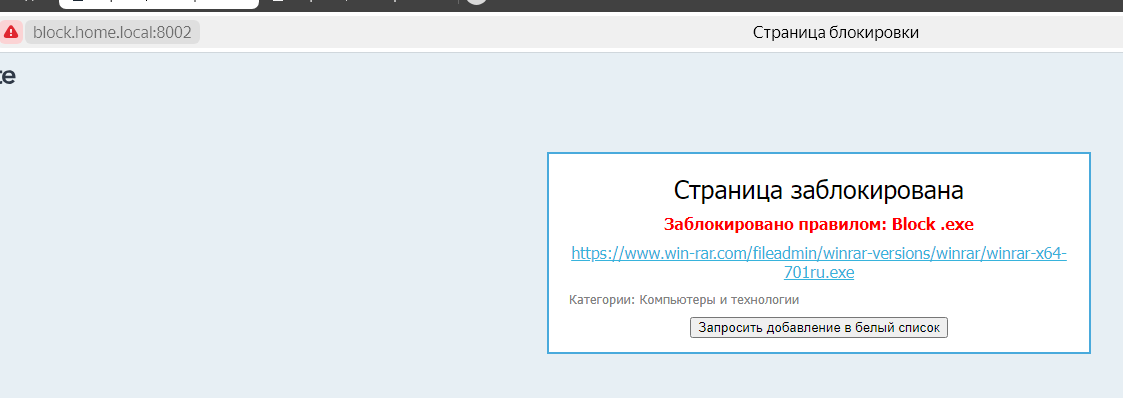 block.home.local:8002
Страница блокировки
te
Страница заблокирована
Заблокировано правилом: Block .exe
https://www.win-rar.com/fileadmin/winrar-versions/winrar/winrar-x64-
701ru.exe
Категории: Компьютеры и технологии
Запросить добавление в белый список